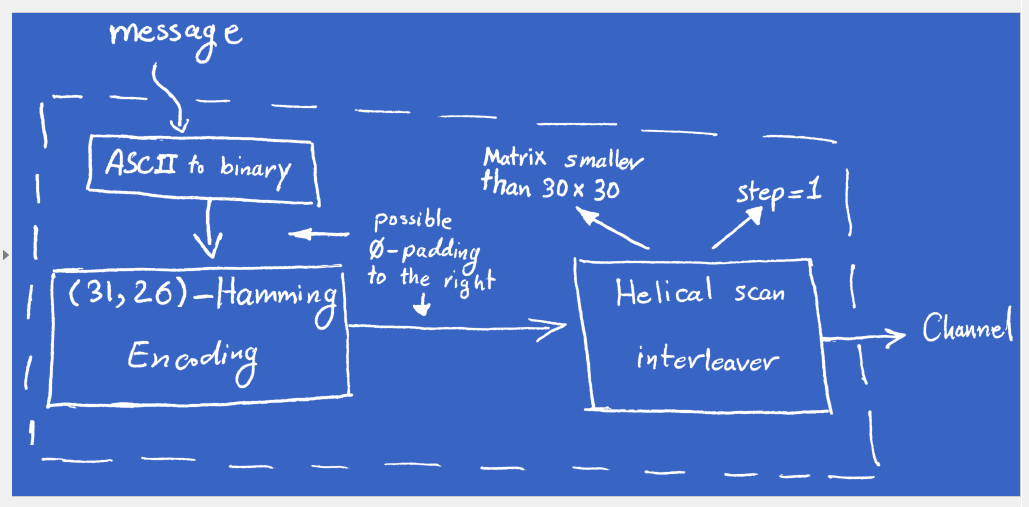 message
ASCII to binary
possible
Ø-padding
to the right
(31,26)-Hamming
Encoding
Matrix smaller
than 30 x 30
step=1
Helical scan
interleaver
Channel